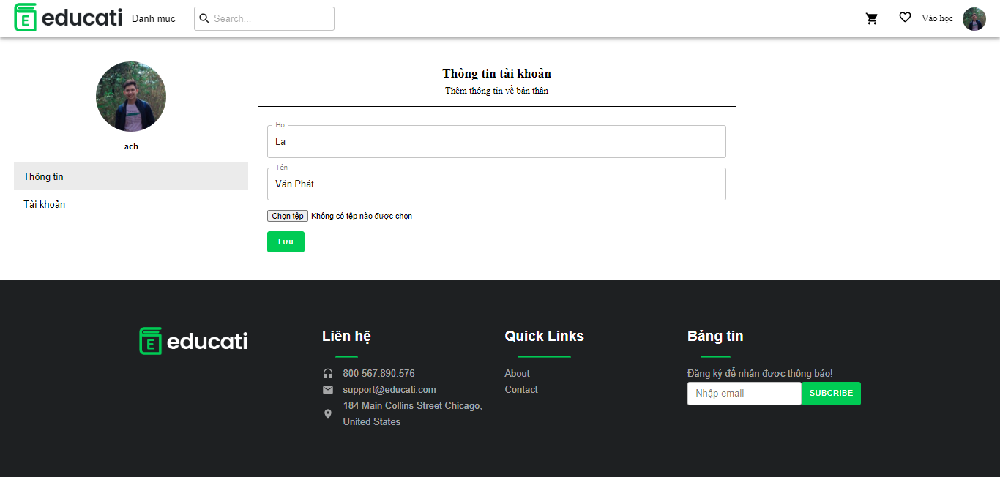 educati
Danh mục
Search...
Vào học
acb
Thông tin
Tài khoản
Thông tin tài khoản
Thêm thông tin về bản thân
Họ
La
Tên
Văn Phát
Chọn tệp Không có tệp nào được chọn
Lưu
E educati
Liên hệ
800 567.890.576
support@educati.com
184 Main Collins Street Chicago,
United States
Quick Links
About
Contact
Bảng tin
Đăng ký để nhận được thông báo!
Nhập email
SUBCRIBE